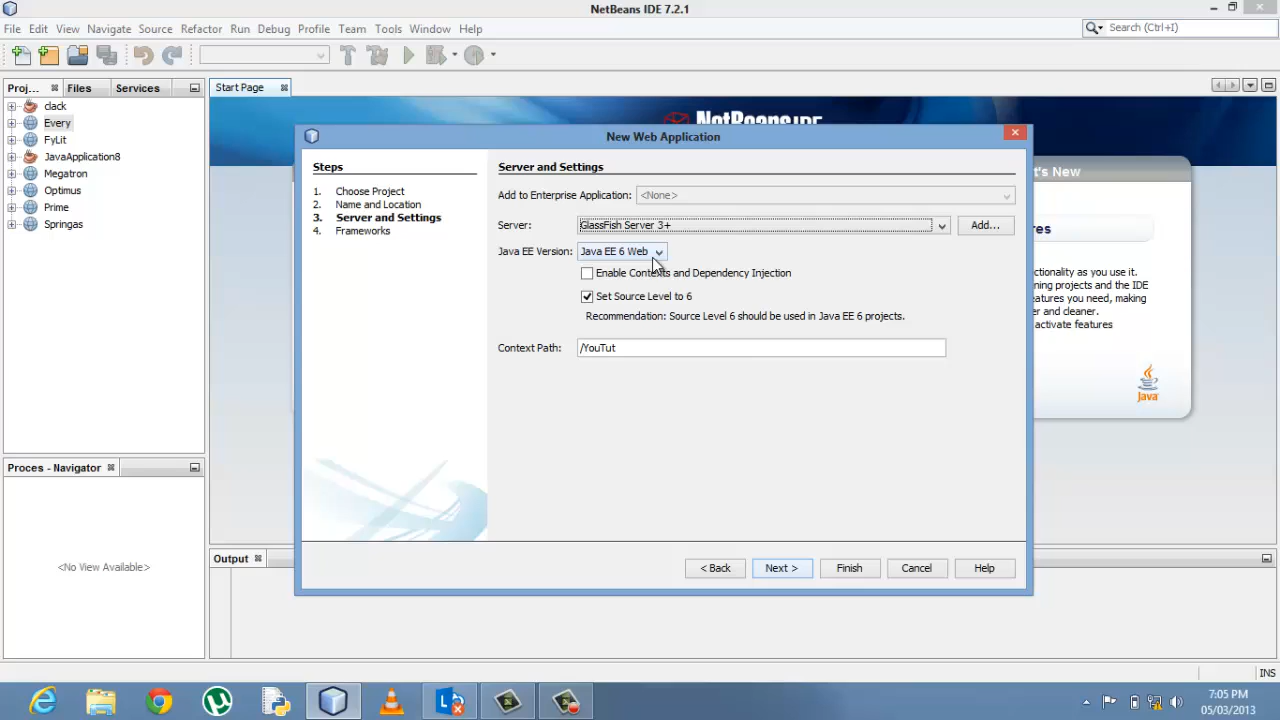 NetBeans IDE 7.2.1
File Edit View Navigate Source Refactor Run Debug Profile Team Tools Window Help
Search (Ctrl+I)
Proj... Files Services
Start Page
clack
Every
FyLit
JavaApplication8
Megatron
Optimus
Prime
Springas
NetBeans IDE
New Web Application
Steps
1. Choose Project
2. Name and Location
3. Server and Settings
4. Frameworks
Server and Settings
Add to Enterprise Application: <None>
Server: GlassFish Server 3+ Add...
Java EE Version: Java EE 6 Web
Enable Contexts and Dependency Injection
Set Source Level to 6
Recommendation: Source Level 6 should be used in Java EE 6 projects.
Context Path: /YouTut
< Back Next > Finish Cancel Help
t's New
res
ctionality as you use it.
ning projects and the IDE
eatures you need, making
er and cleaner.
activate features
Java
Proces - Navigator
<No View Available>
Output
INS
7:05 PM
05/03/2013